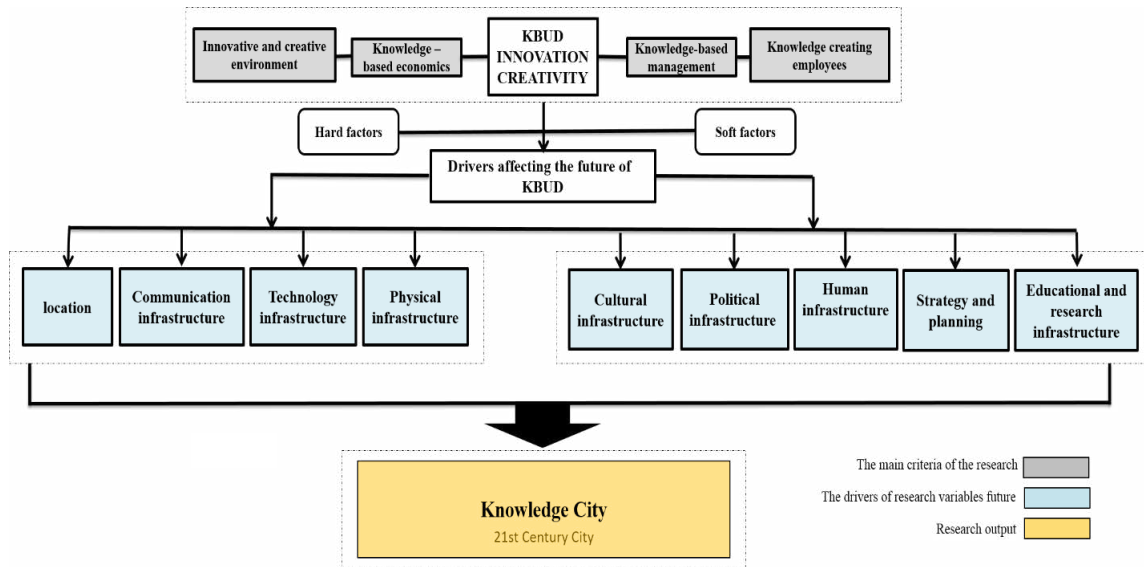 Innovative and creative
environment
Knowledge –
based economics
KBUD
INNOVATION
CREATIVITY
Knowledge-based
management
Knowledge creating
employees
Hard factors
Soft factors
Drivers affecting the future of
KBUD
location
Communication
infrastructure
Technology
infrastructure
Physical
infrastructure
Cultural
infrastructure
Political
infrastructure
Human
infrastructure
Strategy and
planning
Educational and
research
infrastructure
Knowledge City
21st Century City
The main criteria of the research
The drivers of research variables future
Research output